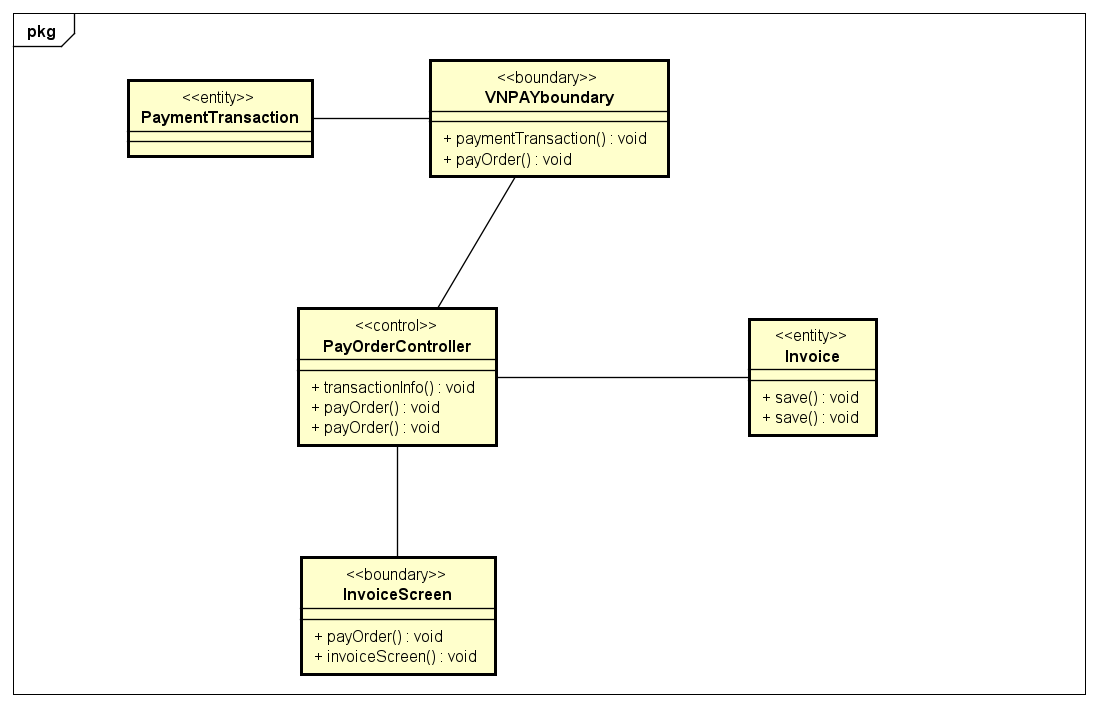 pkg
<<entity>>
PaymentTransaction
<<boundary>>
VNPAYboundary
+ paymentTransaction() : void
+ payOrder() : void
<<control>>
PayOrderController
+ transactionInfo() : void
+ payOrder() : void
+ payOrder() : void
<<entity>>
Invoice
+ save() : void
+ save() : void
<<boundary>>
InvoiceScreen
+ payOrder() : void
+ invoiceScreen() : void